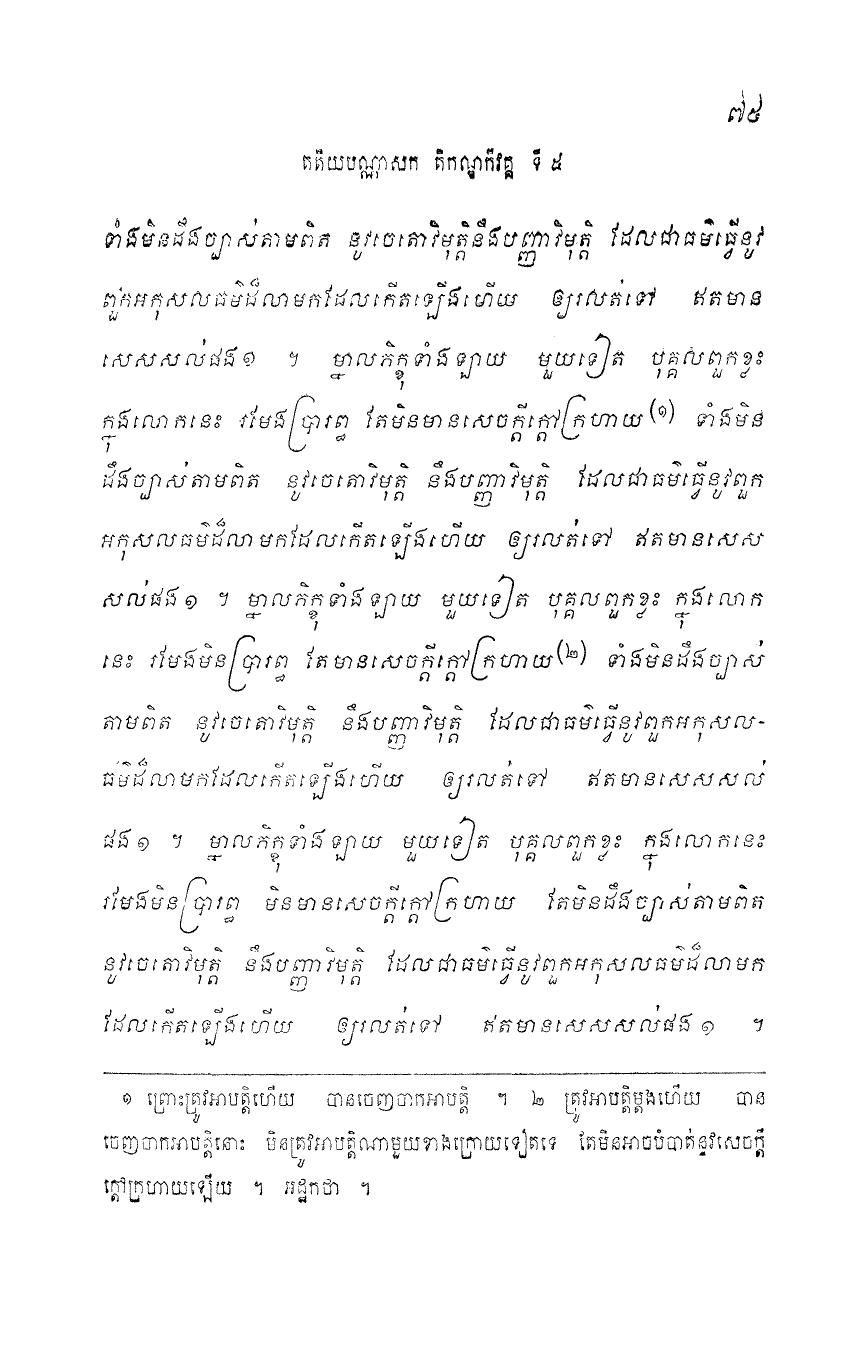 ៧៥
តតិយបណ្ណាសក តិកណ្ឌកីវគ្គ ទី ៥
ទាំងមិនដឹងច្បាស់តាមពិត នូវចេតោវិមុត្តិនឹងបញ្ញាវិមុត្តិ ដែលជាធម៌ធ្វើនូវ
ពួកអកុសលធម៌ដ៏លាមកដែលកើតឡើងហើយ ឲ្យរលត់ទៅ ឥតមាន
សេសសល់ផង១ ។ ម្នាលភិក្ខុទាំងឡាយ មួយទៀត បុគ្គលពួកខ្លះ
ក្នុងលោកនេះ រមែងប្រារព្ធ តែមិនមានសេចក្តីក្តៅក្រហាយ(១) ទាំងមិន
ដឹងច្បាស់តាមពិត នូវចេតោវិមុត្តិ នឹងបញ្ញាវិមុត្តិ ដែលជាធម៌ធ្វើនូវពួក
អកុសលធម៌ដ៏លាមកដែលកើតឡើងហើយ ឲ្យរលត់ទៅ ឥតមានសេស
សល់ផង១ ។ ម្នាលភិក្ខុទាំងឡាយ មួយទៀត បុគ្គលពួកខ្លះ ក្នុងលោក
នេះ រមែងមិនប្រារព្ធ តែមានសេចក្តីក្តៅក្រហាយ(២) ទាំងមិនដឹងច្បាស់
តាមពិត នូវចេតោវិមុត្តិ នឹងបញ្ញាវិមុត្តិ ដែលជាធម៌ធ្វើនូវពួកអកុសល-
ធម៌ដ៏លាមកដែលកើតឡើងហើយ ឲ្យរលត់ទៅ ឥតមានសេសសល់
ផង១ ។ ម្នាលភិក្ខុទាំងឡាយ មួយទៀត បុគ្គលពួកខ្លះ ក្នុងលោកនេះ
រមែងមិនប្រារព្ធ មិនមានសេចក្តីក្តៅក្រហាយ តែមិនដឹងច្បាស់តាមពិត
នូវចេតោវិមុត្តិ នឹងបញ្ញាវិមុត្តិ ដែលជាធម៌ធ្វើនូវពួកអកុសលធម៌ដ៏លាមក
ដែលកើតឡើងហើយ ឲ្យរលត់ទៅ ឥតមានសេសសល់ផង១ ។
១ ព្រោះត្រូវអាបត្តិហើយ បានចេញចាកអាបត្តិ ។ ២ ត្រូវអាបត្តិម្តងហើយ បាន
ចេញចាកអាបត្តិនោះ មិនត្រូវអាបត្តិណាមួយខាងក្រោយទៀតទេ តែមិនអាចបំបាត់នូវសេចក្តី
ក្តៅក្រហាយឡើយ ។ អដ្ឋកថា ។